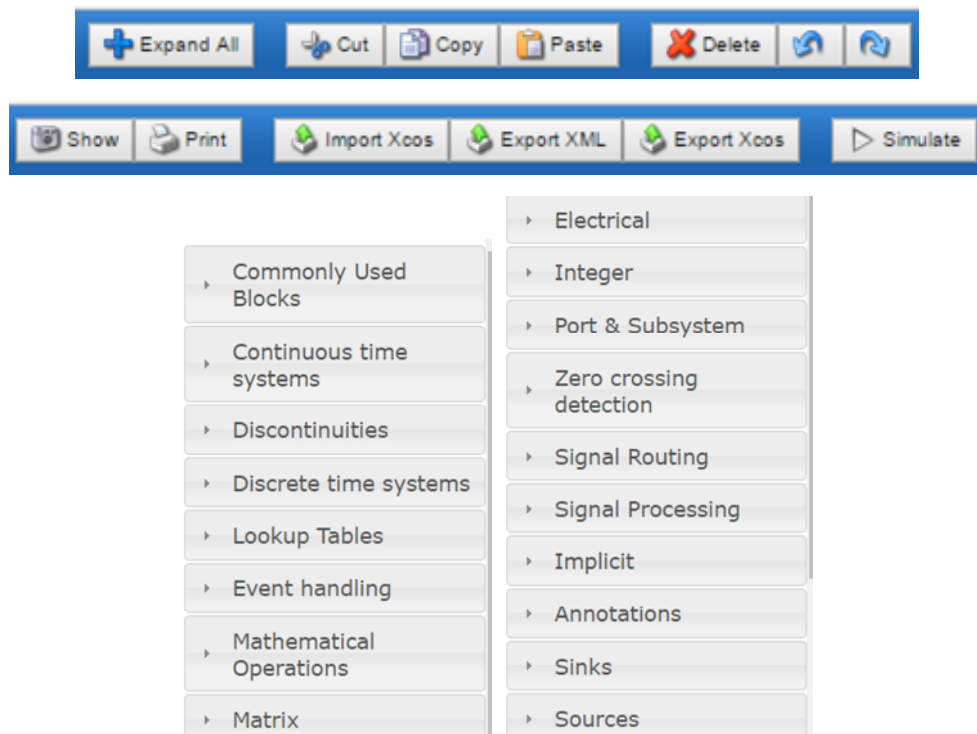 Expand All Cut Copy Paste Delete
Show Print Import Xcos Export XML Export Xcos Simulate
Commonly Used
Blocks
Continuous time
systems
Discontinuities
Discrete time systems
Lookup Tables
Event handling
Mathematical
Operations
Matrix
Electrical
Integer
Port & Subsystem
Zero crossing
detection
Signal Routing
Signal Processing
Implicit
Annotations
Sinks
Sources